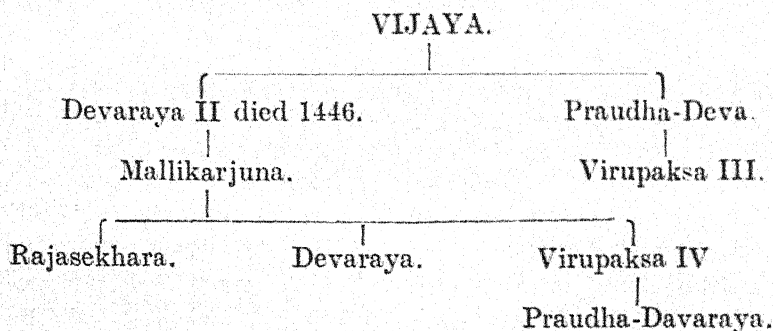 VIJAYA.
Devaraya II died 1446. Praudha-Deva.
Mallikarjuna. Virupaksa III.
Rajasekhara. Devaraya. Virupaksa IV
Praudha-Davaraya.